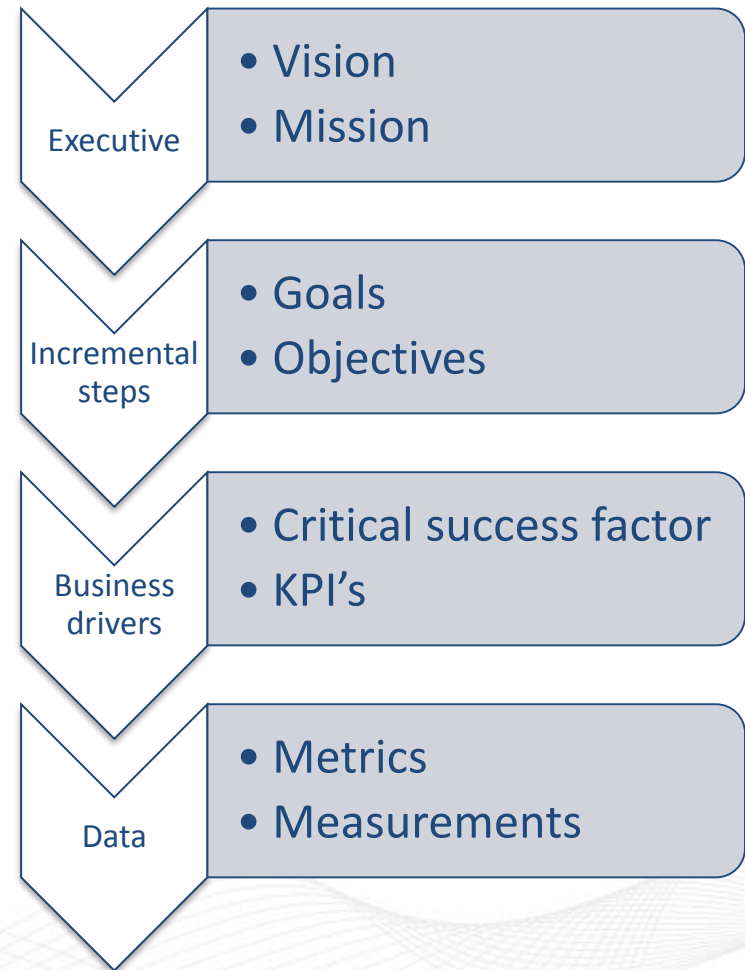 Executive
• Vision
• Mission
Incremental
steps
• Goals
• Objectives
Business
drivers
• Critical success factor
• KPI’s
Data
• Metrics
• Measurements